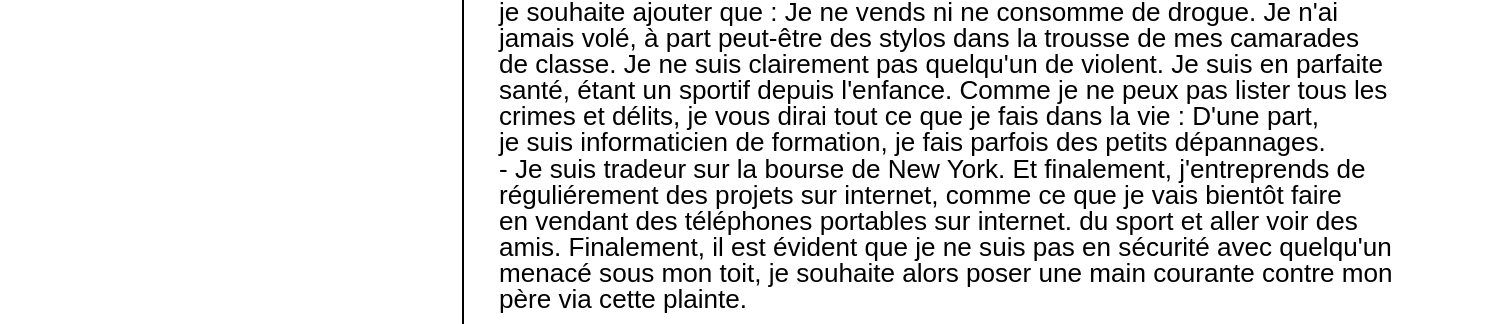 je souhaite ajouter que : Je ne vends ni ne consomme de drogue. Je n'ai
jamais volé, à part peut-être des stylos dans la trousse de mes camarades
de classe. Je ne suis clairement pas quelqu'un de violent. Je suis en parfaite
santé, étant un sportif depuis l'enfance. Comme je ne peux pas lister tous les
crimes et délits, je vous dirai tout ce que je fais dans la vie : D'une part,
je suis informaticien de formation, je fais parfois des petits dépannages.
- Je suis tradeur sur la bourse de New York. Et finalement, j'entreprends de
réguliérement des projets sur internet, comme ce que je vais bientôt faire
en vendant des téléphones portables sur internet. du sport et aller voir des
amis. Finalement, il est évident que je ne suis pas en sécurité avec quelqu'un
menacé sous mon toit, je souhaite alors poser une main courante contre mon
père via cette plainte.